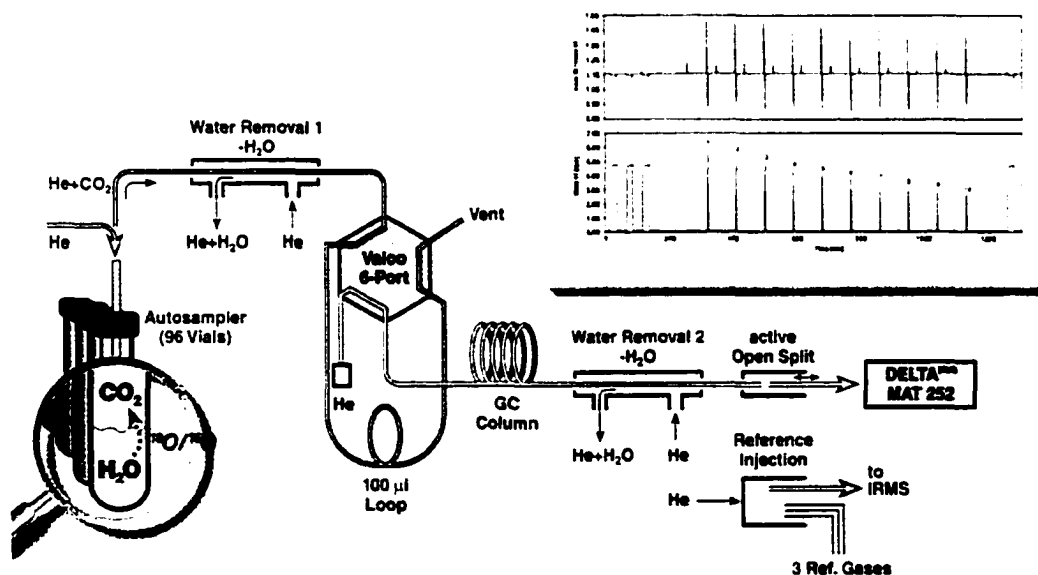 Water Removal 1
-H₂O
He+CO₂
He
He+H₂O
He
Vent
Valco
6-Port
Autosampler
(96 Vials)
CO₂
H₂O
He
100 µl
Loop
GC
Column
Water Removal 2
-H₂O
He+H₂O
He
active
Open Split
DELTA
MAT 252
Reference
Injection
He
to
IRMS
3 Ref. Gases